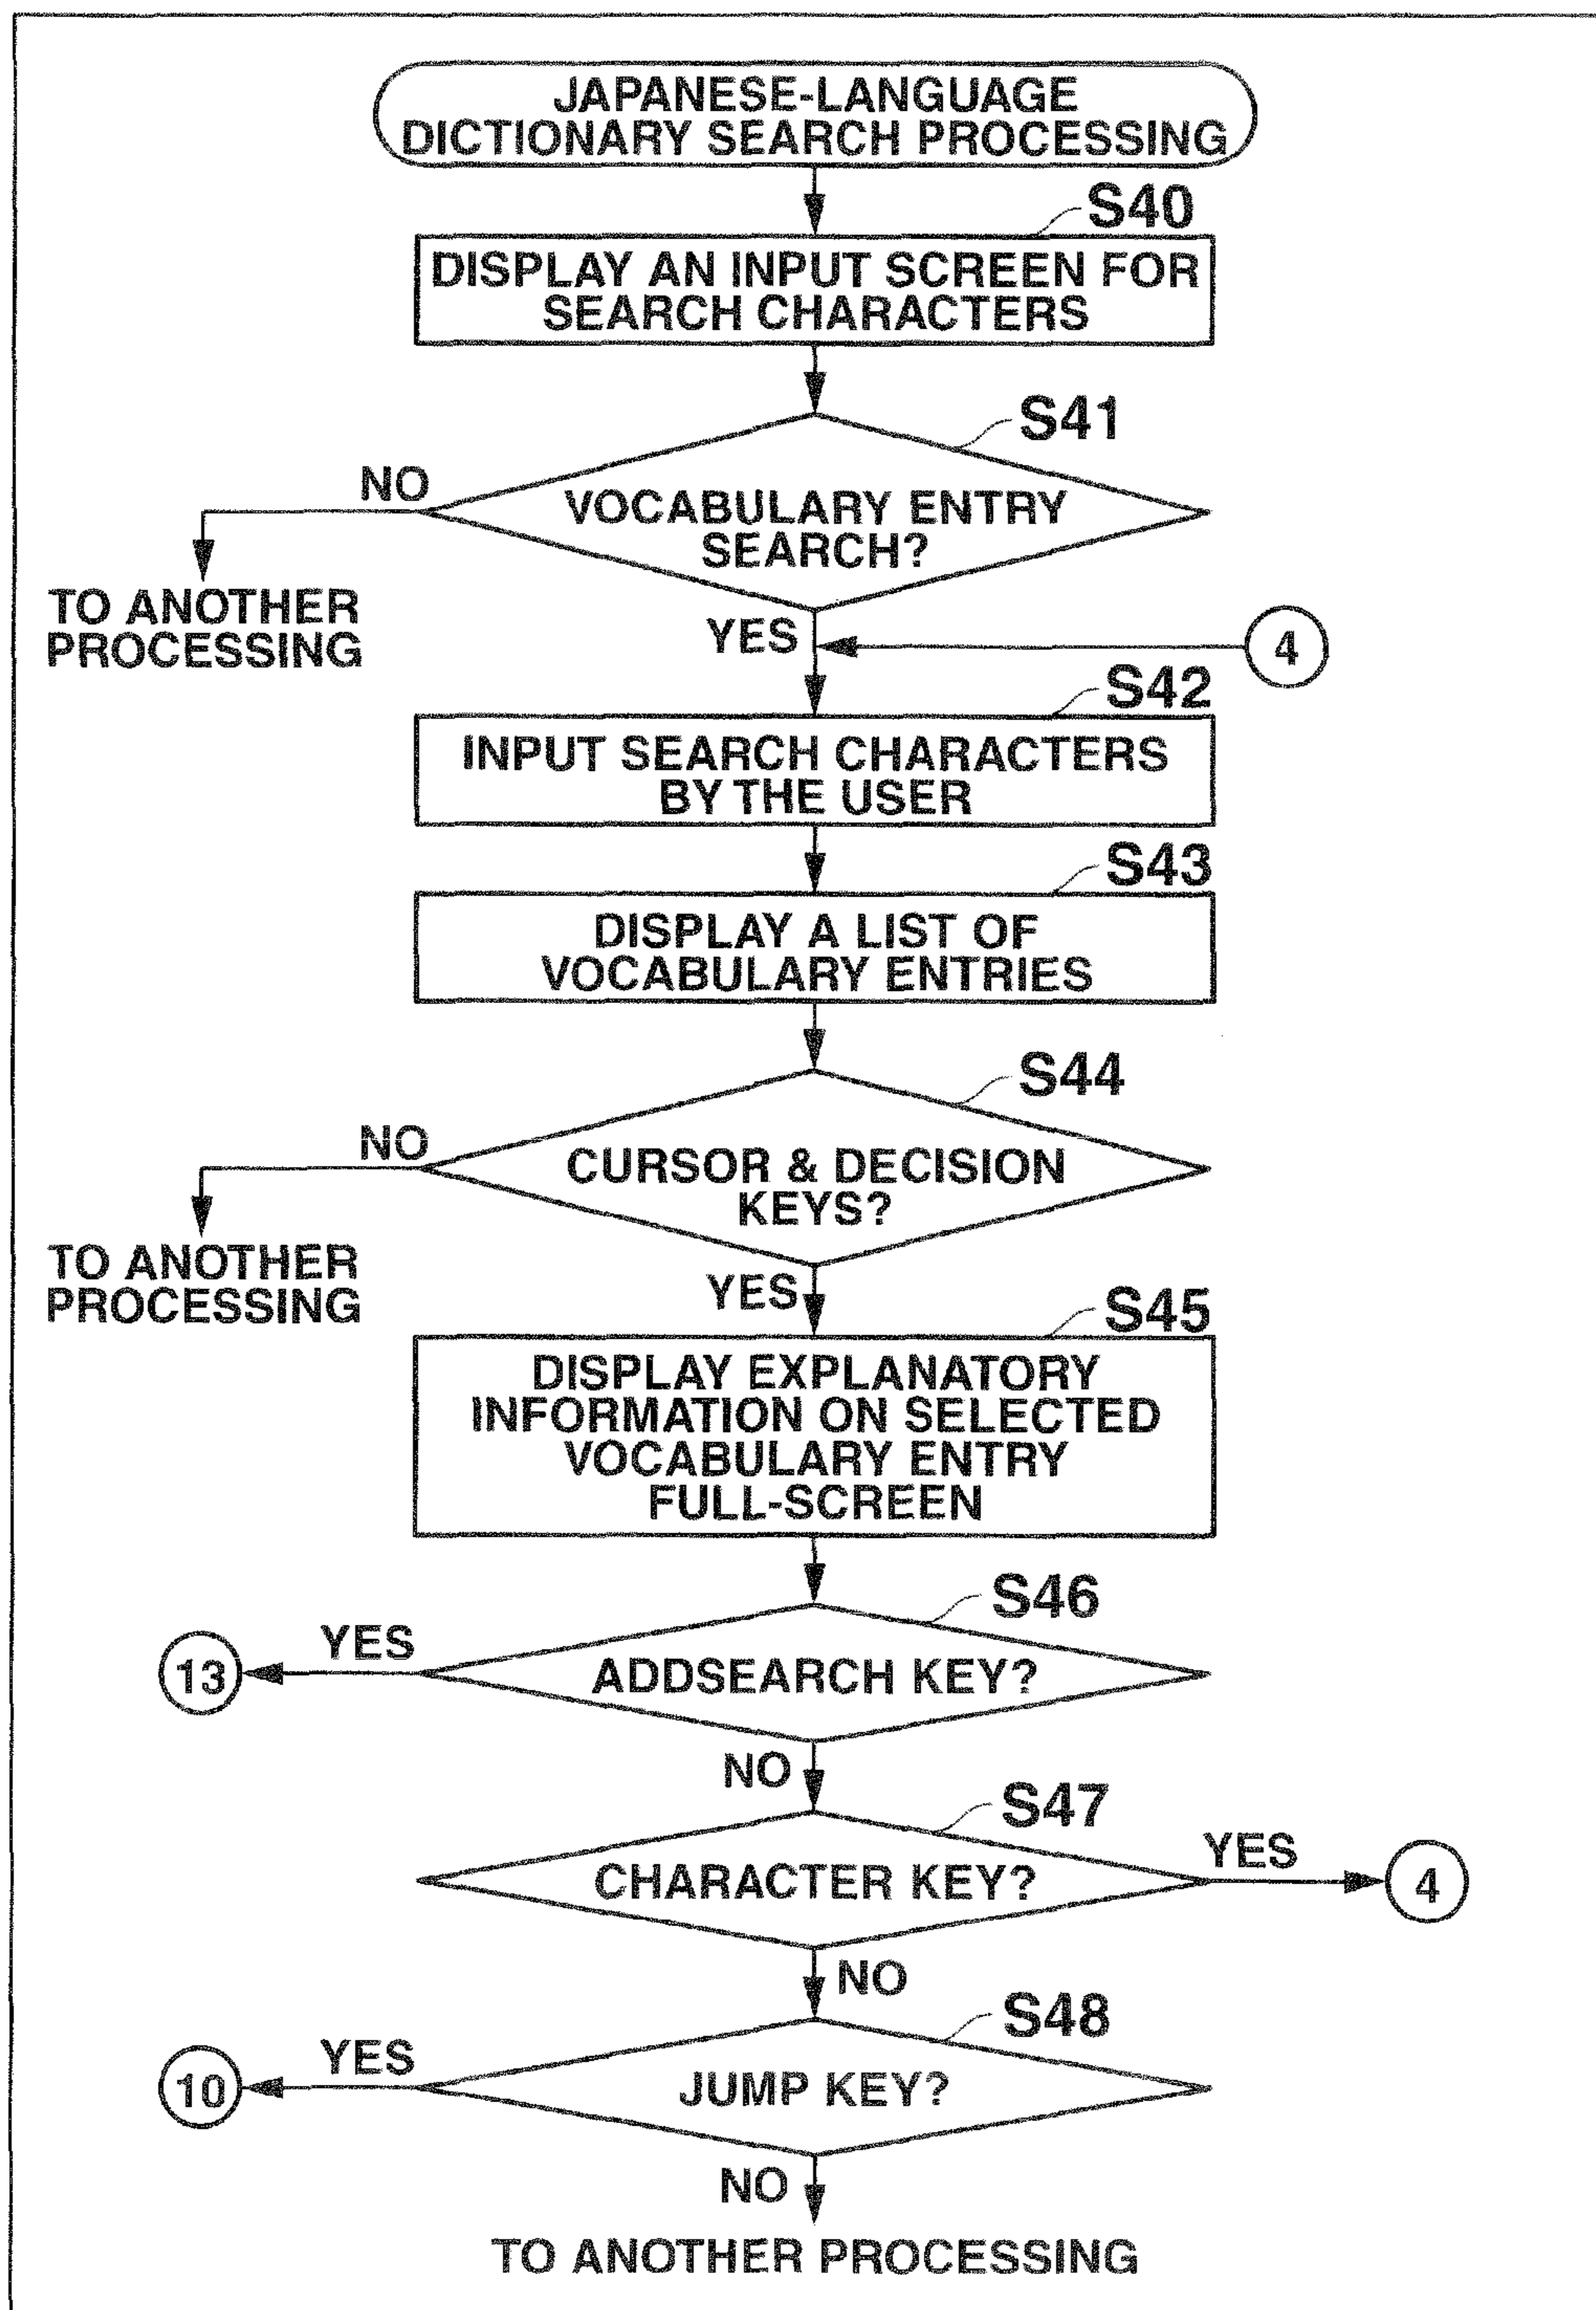 JAPANESE-LANGUAGE
DICTIONARY SEARCH PROCESSING
S40
DISPLAY AN INPUT SCREEN FOR
SEARCH CHARACTERS
S41
NO
VOCABULARY ENTRY
SEARCH?
TO ANOTHER
PROCESSING
YES
4
S42
INPUT SEARCH CHARACTERS
BY THE USER
S43
DISPLAY A LIST OF
VOCABULARY ENTRIES
S44
NO
CURSOR & DECISION
KEYS?
TO ANOTHER
PROCESSING
YES
S45
DISPLAY EXPLANATORY
INFORMATION ON SELECTED
VOCABULARY ENTRY
FULL-SCREEN
S46
YES
13
ADDSEARCH KEY?
NO
S47
YES
CHARACTER KEY?
4
NO
S48
YES
10
JUMP KEY?
NO
TO ANOTHER PROCESSING